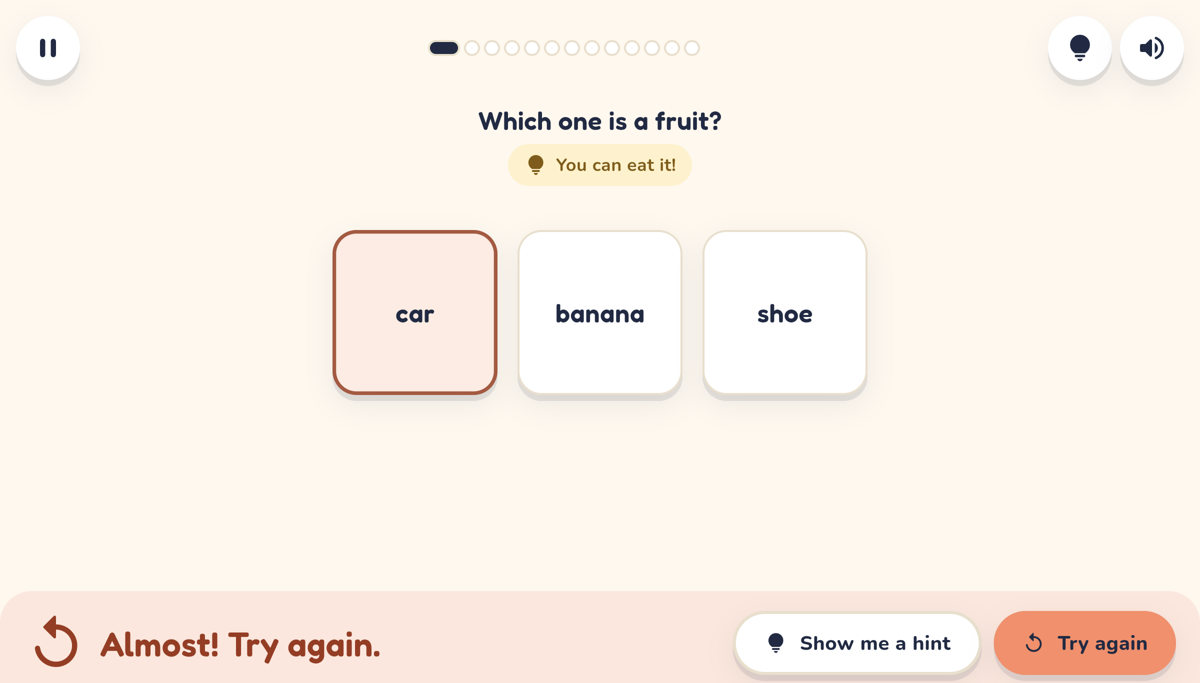 Which one is a fruit?
You can eat it!
car
banana
shoe
Almost! Try again.
Show me a hint
Try again